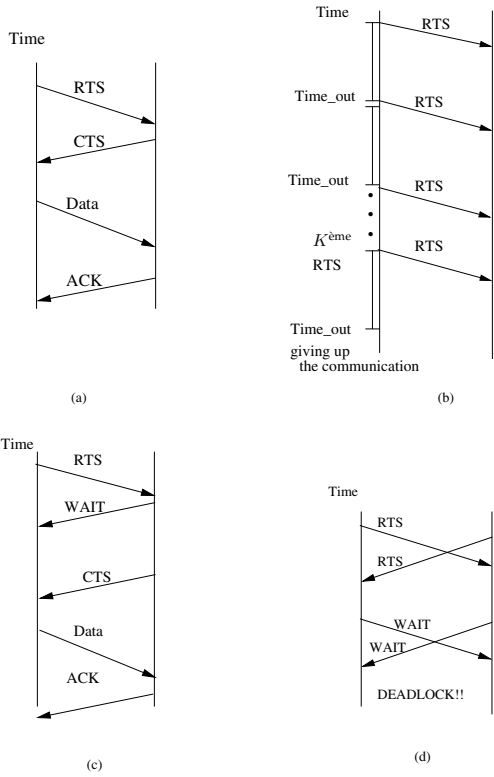 Time
RTS
CTS
Data
ACK
(a)
Time
RTS
Time_out
RTS
Time_out
RTS
Kème
RTS
RTS
Time_out
giving up
the communication
(b)
Time
RTS
WAIT
CTS
Data
ACK
(c)
Time
RTS
RTS
WAIT
WAIT
DEADLOCK!!
(d)